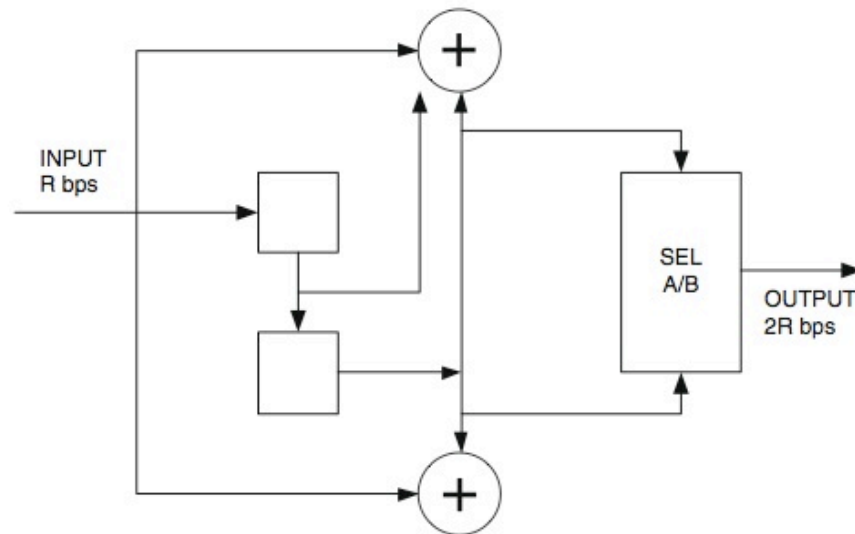 INPUT
R bps
+
SEL
A/B
OUTPUT
2R bps
+